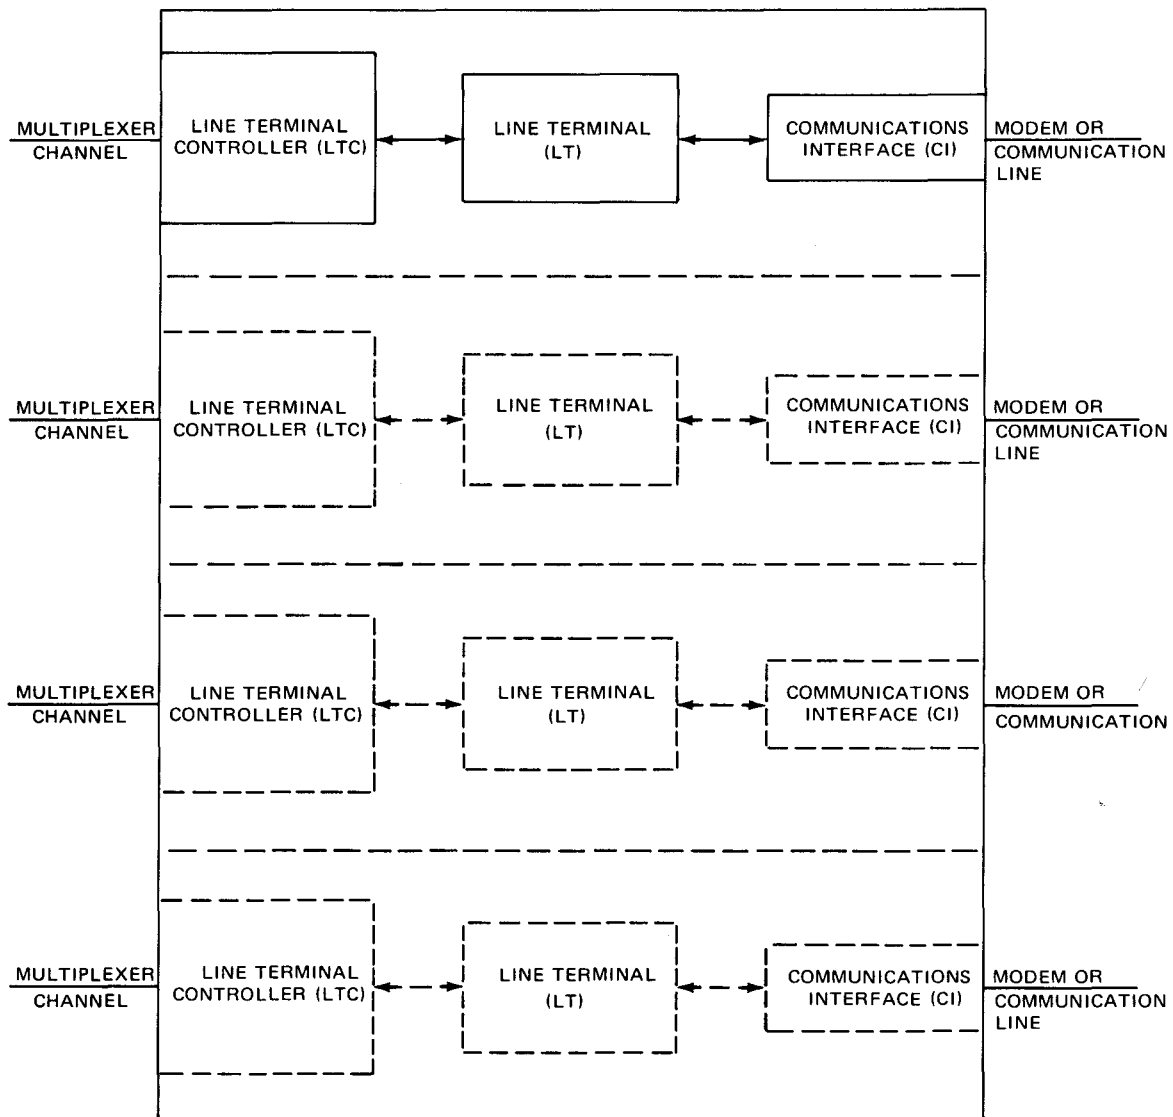 MULTIPLEXER
CHANNEL
LINE TERMINAL
CONTROLLER (LTC)
LINE TERMINAL
(LT)
COMMUNICATIONS
INTERFACE (CI)
MODEM OR
COMMUNICATION
LINE
MULTIPLEXER
CHANNEL
LINE TERMINAL
CONTROLLER (LTC)
LINE TERMINAL
(LT)
COMMUNICATIONS
INTERFACE (CI)
MODEM OR
COMMUNICATION
LINE
MULTIPLEXER
CHANNEL
LINE TERMINAL
CONTROLLER (LTC)
LINE TERMINAL
(LT)
COMMUNICATIONS
INTERFACE (CI)
MODEM OR
COMMUNICATION
MULTIPLEXER
CHANNEL
LINE TERMINAL
CONTROLLER (LTC)
LINE TERMINAL
(LT)
COMMUNICATIONS
INTERFACE (CI)
MODEM OR
COMMUNICATION
LINE